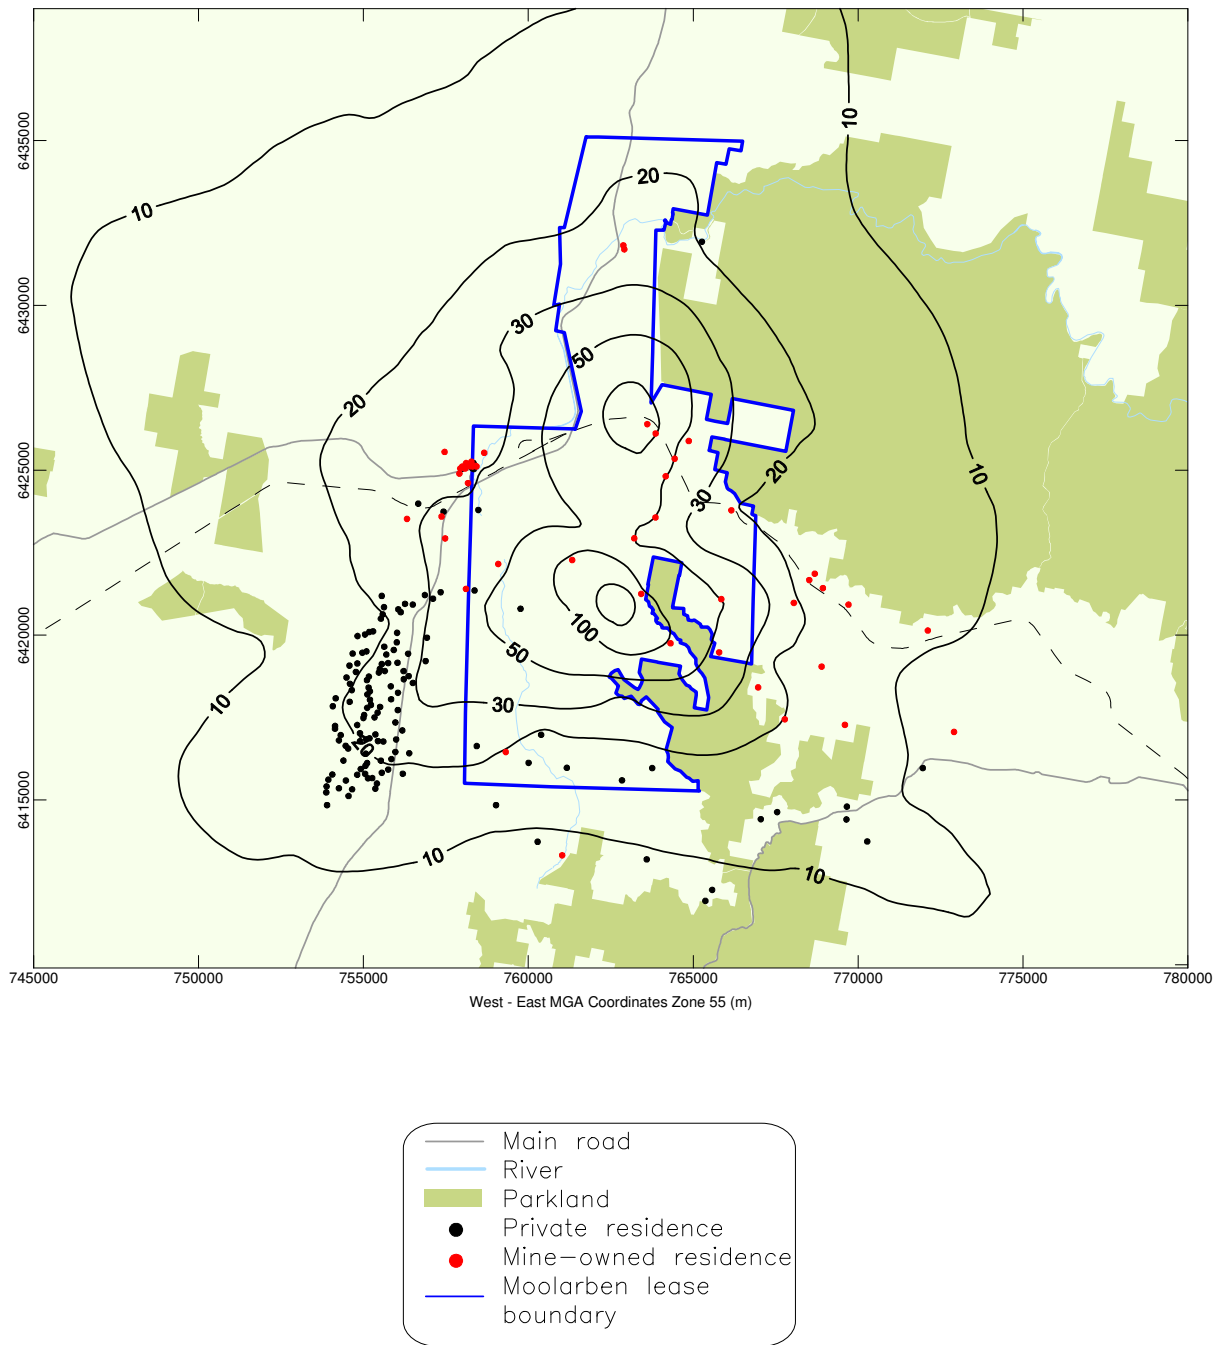 10
6435000
20
10
6430000
30
50
20
6425000
20
10
30
100
6420000
50
10
30
20
6415000
10
10
745000 750000 755000 760000 765000 770000 775000 780000
West - East MGA Coordinates Zone 55 (m)
Main road
River
Parkland
Private residence
Mine-owned residence
Moolarben lease
boundary